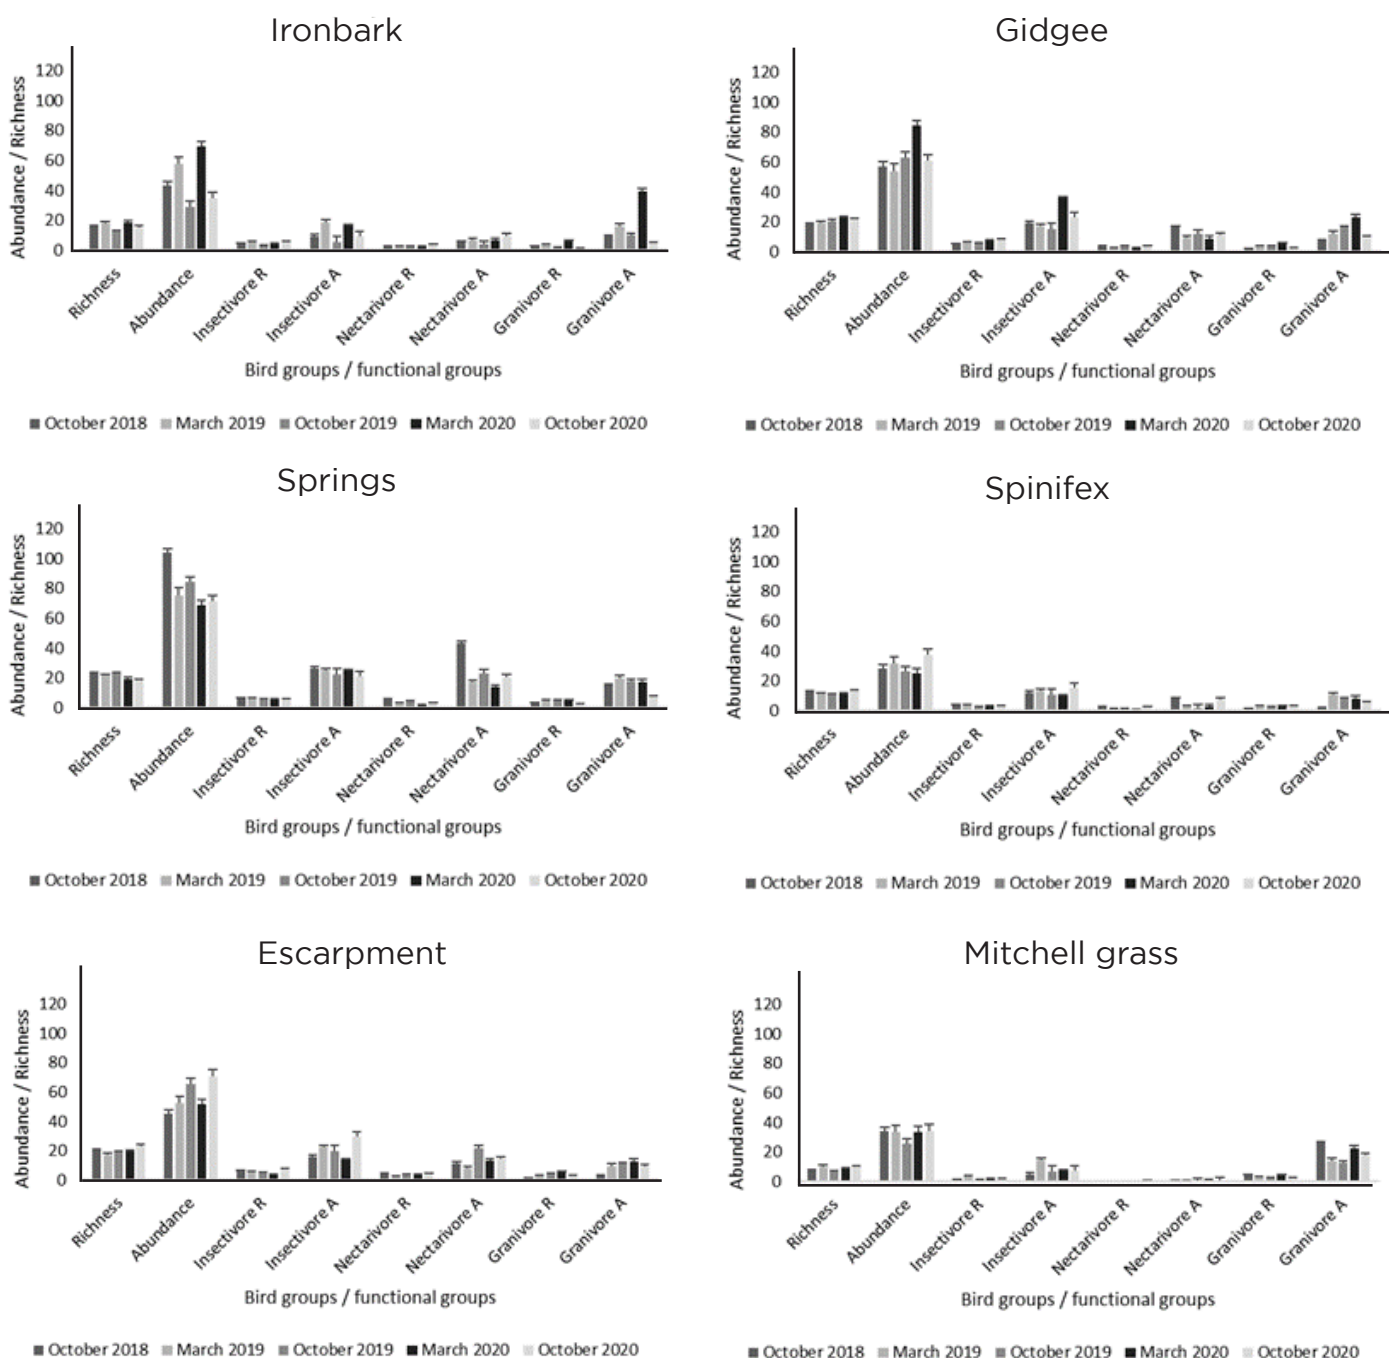 Ironbark
Abundance / Richness
120
100
80
60
40
20
0
Richness
Abundance
Insectivore R
Insectivore A
Nectarivore R
Nectarivore A
Granivore R
Granivore A
Bird groups / functional groups
October 2018 March 2019 October 2019 March 2020 October 2020
Gidgee
Abundance / Richness
120
100
80
60
40
20
0
Richness
Abundance
Insectivore R
Insectivore A
Nectarivore R
Nectarivore A
Granivore R
Granivore A
Bird groups / functional groups
October 2018 March 2019 October 2019 March 2020 October 2020
Springs
Abundance / Richness
120
100
80
60
40
20
0
Richness
Abundance
Insectivore R
Insectivore A
Nectarivore R
Nectarivore A
Granivore R
Granivore A
Bird groups / functional groups
October 2018 March 2019 October 2019 March 2020 October 2020
Spinifex
Abundance / Richness
120
100
80
60
40
20
0
Richness
Abundance
Insectivore R
Insectivore A
Nectarivore R
Nectarivore A
Granivore R
Granivore A
Bird groups / functional groups
October 2018 March 2019 October 2019 March 2020 October 2020
Escarpment
Abundance / Richness
120
100
80
60
40
20
0
Richness
Abundance
Insectivore R
Insectivore A
Nectarivore R
Nectarivore A
Granivore R
Granivore A
Bird groups / functional groups
October 2018 March 2019 October 2019 March 2020 October 2020
Mitchell grass
Abundance / Richness
120
100
80
60
40
20
0
Richness
Abundance
Insectivore R
Insectivore A
Nectarivore R
Nectarivore A
Granivore R
Granivore A
Bird groups / functional groups
October 2018 March 2019 October 2019 March 2020 October 2020